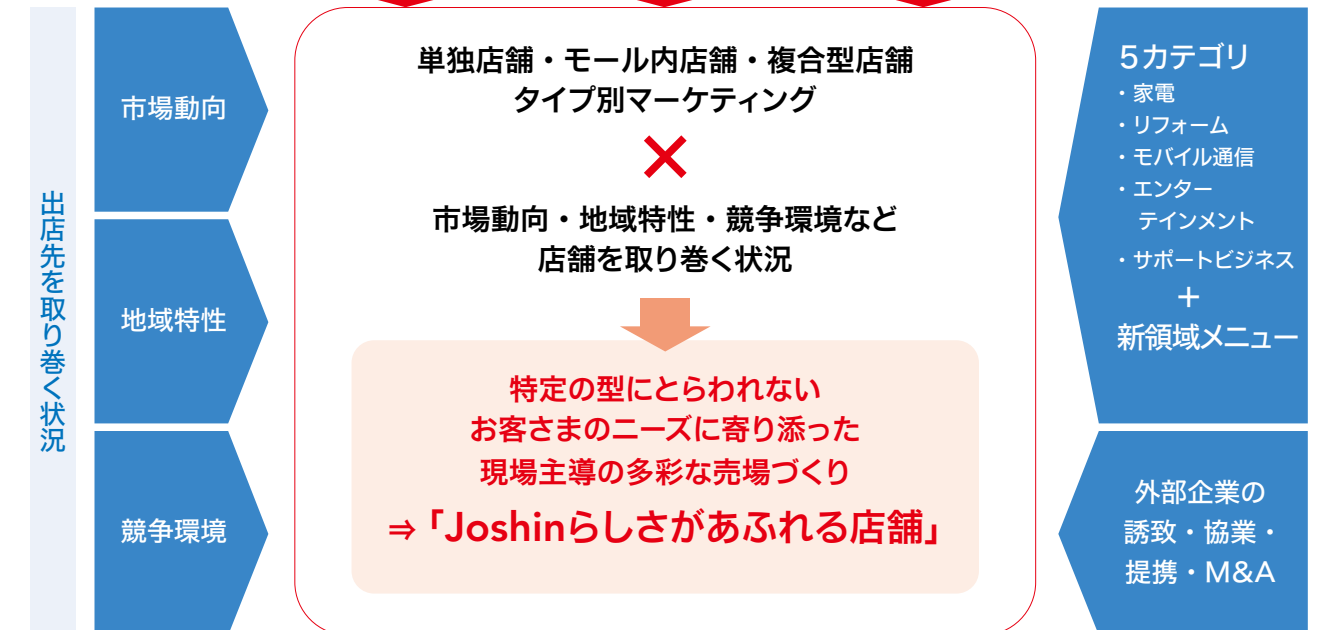 出店先を取り巻く状況
市場動向
地域特性
競争環境
単独店舗・モール内店舗・複合型店舗
タイプ別マーケティング
×
市場動向・地域特性・競争環境など
店舗を取り巻く状況
特定の型にとらわれない
お客さまのニーズに寄り添った
現場主導の多彩な売場づくり
⇒「Joshinらしさがあふれる店舗」
5カテゴリ
・家電
・リフォーム
・モバイル通信
・エンター
テインメント
・サポートビジネス
＋
新領域メニュー
外部企業の
誘致・協業・
提携・M&A